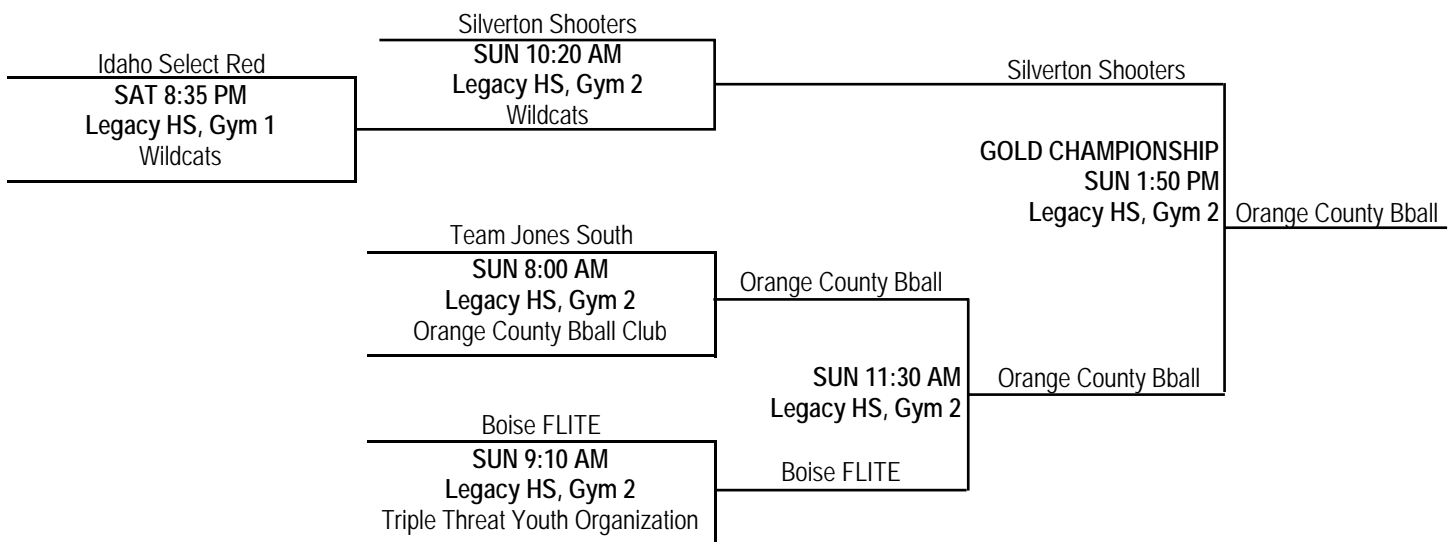 Silverton Shooters
SUN 10:20 AM
Legacy HS, Gym 2
Wildcats
Idaho Select Red
SAT 8:35 PM
Legacy HS, Gym 1
Wildcats
Silverton Shooters
GOLD CHAMPIONSHIP
SUN 1:50 PM
Legacy HS, Gym 2
Orange County Bball
Team Jones South
SUN 8:00 AM
Legacy HS, Gym 2
Orange County Bball Club
Orange County Bball
SUN 11:30 AM
Legacy HS, Gym 2
Orange County Bball
Boise FLITE
SUN 9:10 AM
Legacy HS, Gym 2
Triple Threat Youth Organization
Boise FLITE